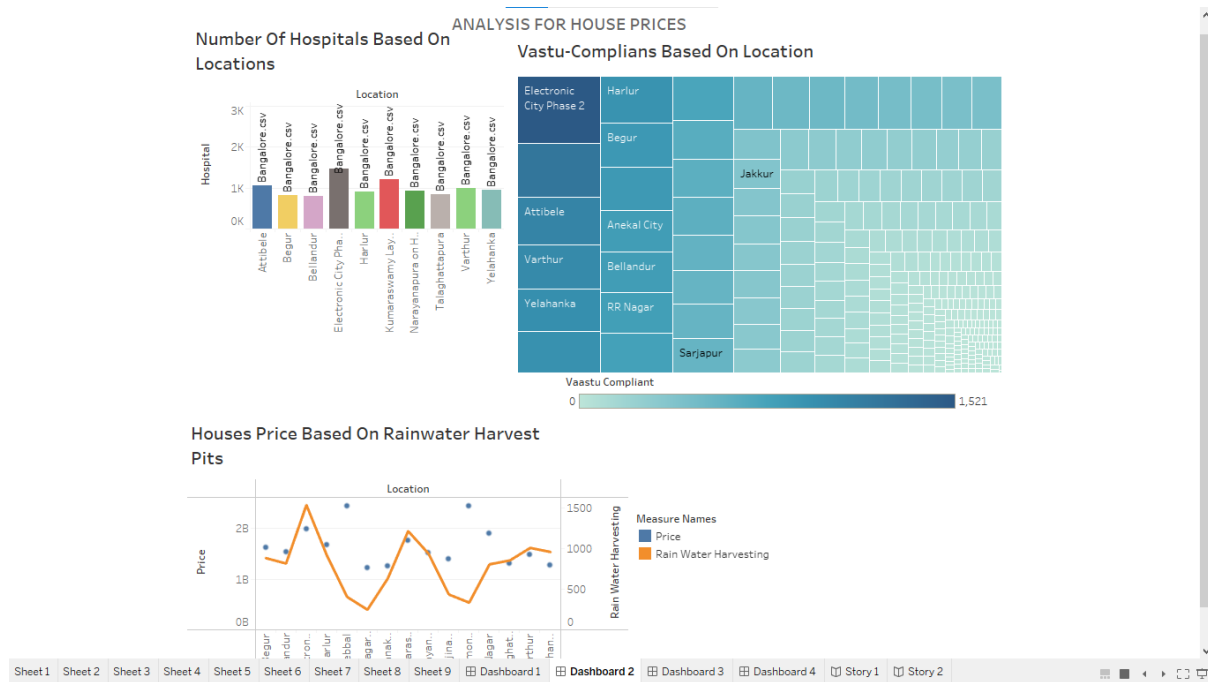 ANALYSIS FOR HOUSE PRICES
Number Of Hospitals Based On
Locations
Location
Hospital
3K
2K
1K
0K
Bangalore.csv
Bangalore.csv
Bangalore.csv
Bangalore.csv
Bangalore.csv
Bangalore.csv
Bangalore.csv
Bangalore.csv
Bangalore.csv
Bangalore.csv
Attibele
Begur
Bellandur
Electronic City Pha..
Harlur
Kumaraswamy Lay..
Narayanapura on H..
Talaghattapura
Varthur
Yelahanka
Vastu-Complians Based On Location
Electronic
City Phase 2
Attibele
Varthur
Yelahanka
Harlur
Begur
Anekal City
Bellandur
RR Nagar
Sarjapur
Jakkur
Vaastu Compliant
0
1,521
Houses Price Based On Rainwater Harvest
Pits
Location
Price
2B
1B
0B
1500
1000
500
0
Rain Water Harvesting
Measure Names
Price
Rain Water Harvesting
Sheet 1
Sheet 2
Sheet 3
Sheet 4
Sheet 5
Sheet 6
Sheet 7
Sheet 8
Sheet 9
Dashboard 1
Dashboard 2
Dashboard 3
Dashboard 4
Story 1
Story 2